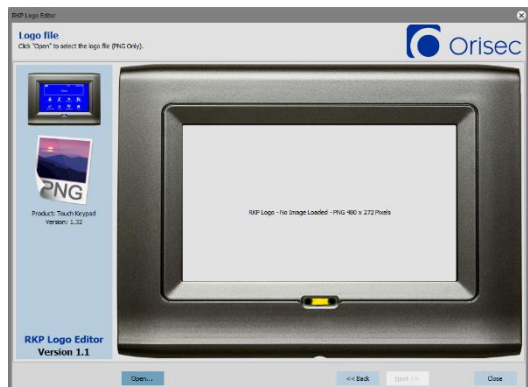 RKP Logo Editor
Logo file
Click "Open" to select the logo file (PNG Only).
Orisec
PNG
Product: Touch Keypad
Version: 1.32
RKP Logo - No Image Loaded - PNG 480 x 272 Pixels
RKP Logo Editor
Version 1.1
Open...
<< Back
Next >>
Close